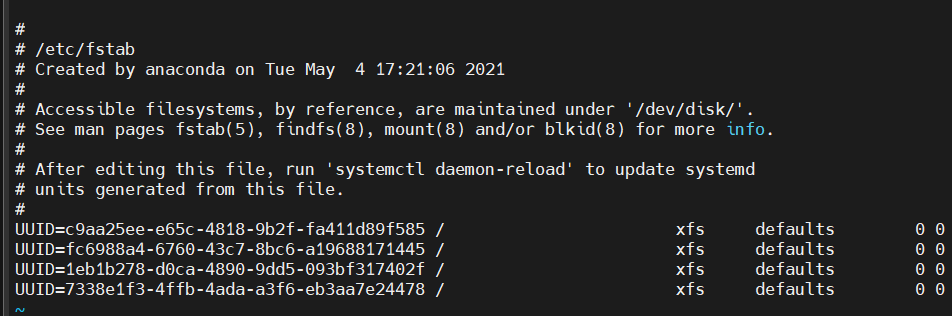 #
# /etc/fstab
# Created by anaconda on Tue May  4 17:21:06 2021
#
# Accessible filesystems, by reference, are maintained under '/dev/disk/'.
# See man pages fstab(5), findfs(8), mount(8) and/or blkid(8) for more info.
#
# After editing this file, run 'systemctl daemon-reload' to update systemd
# units generated from this file.
#
UUID=c9aa25ee-e65c-4818-9b2f-fa411d89f585 /                       xfs     defaults        0 0
UUID=fc6988a4-6760-43c7-8bc6-a19688171445 /                       xfs     defaults        0 0
UUID=1eb1b278-d0ca-4890-9dd5-093bf317402f /                       xfs     defaults        0 0
UUID=7338e1f3-4ffb-4ada-a3f6-eb3aa7e24478 /                       xfs     defaults        0 0
~